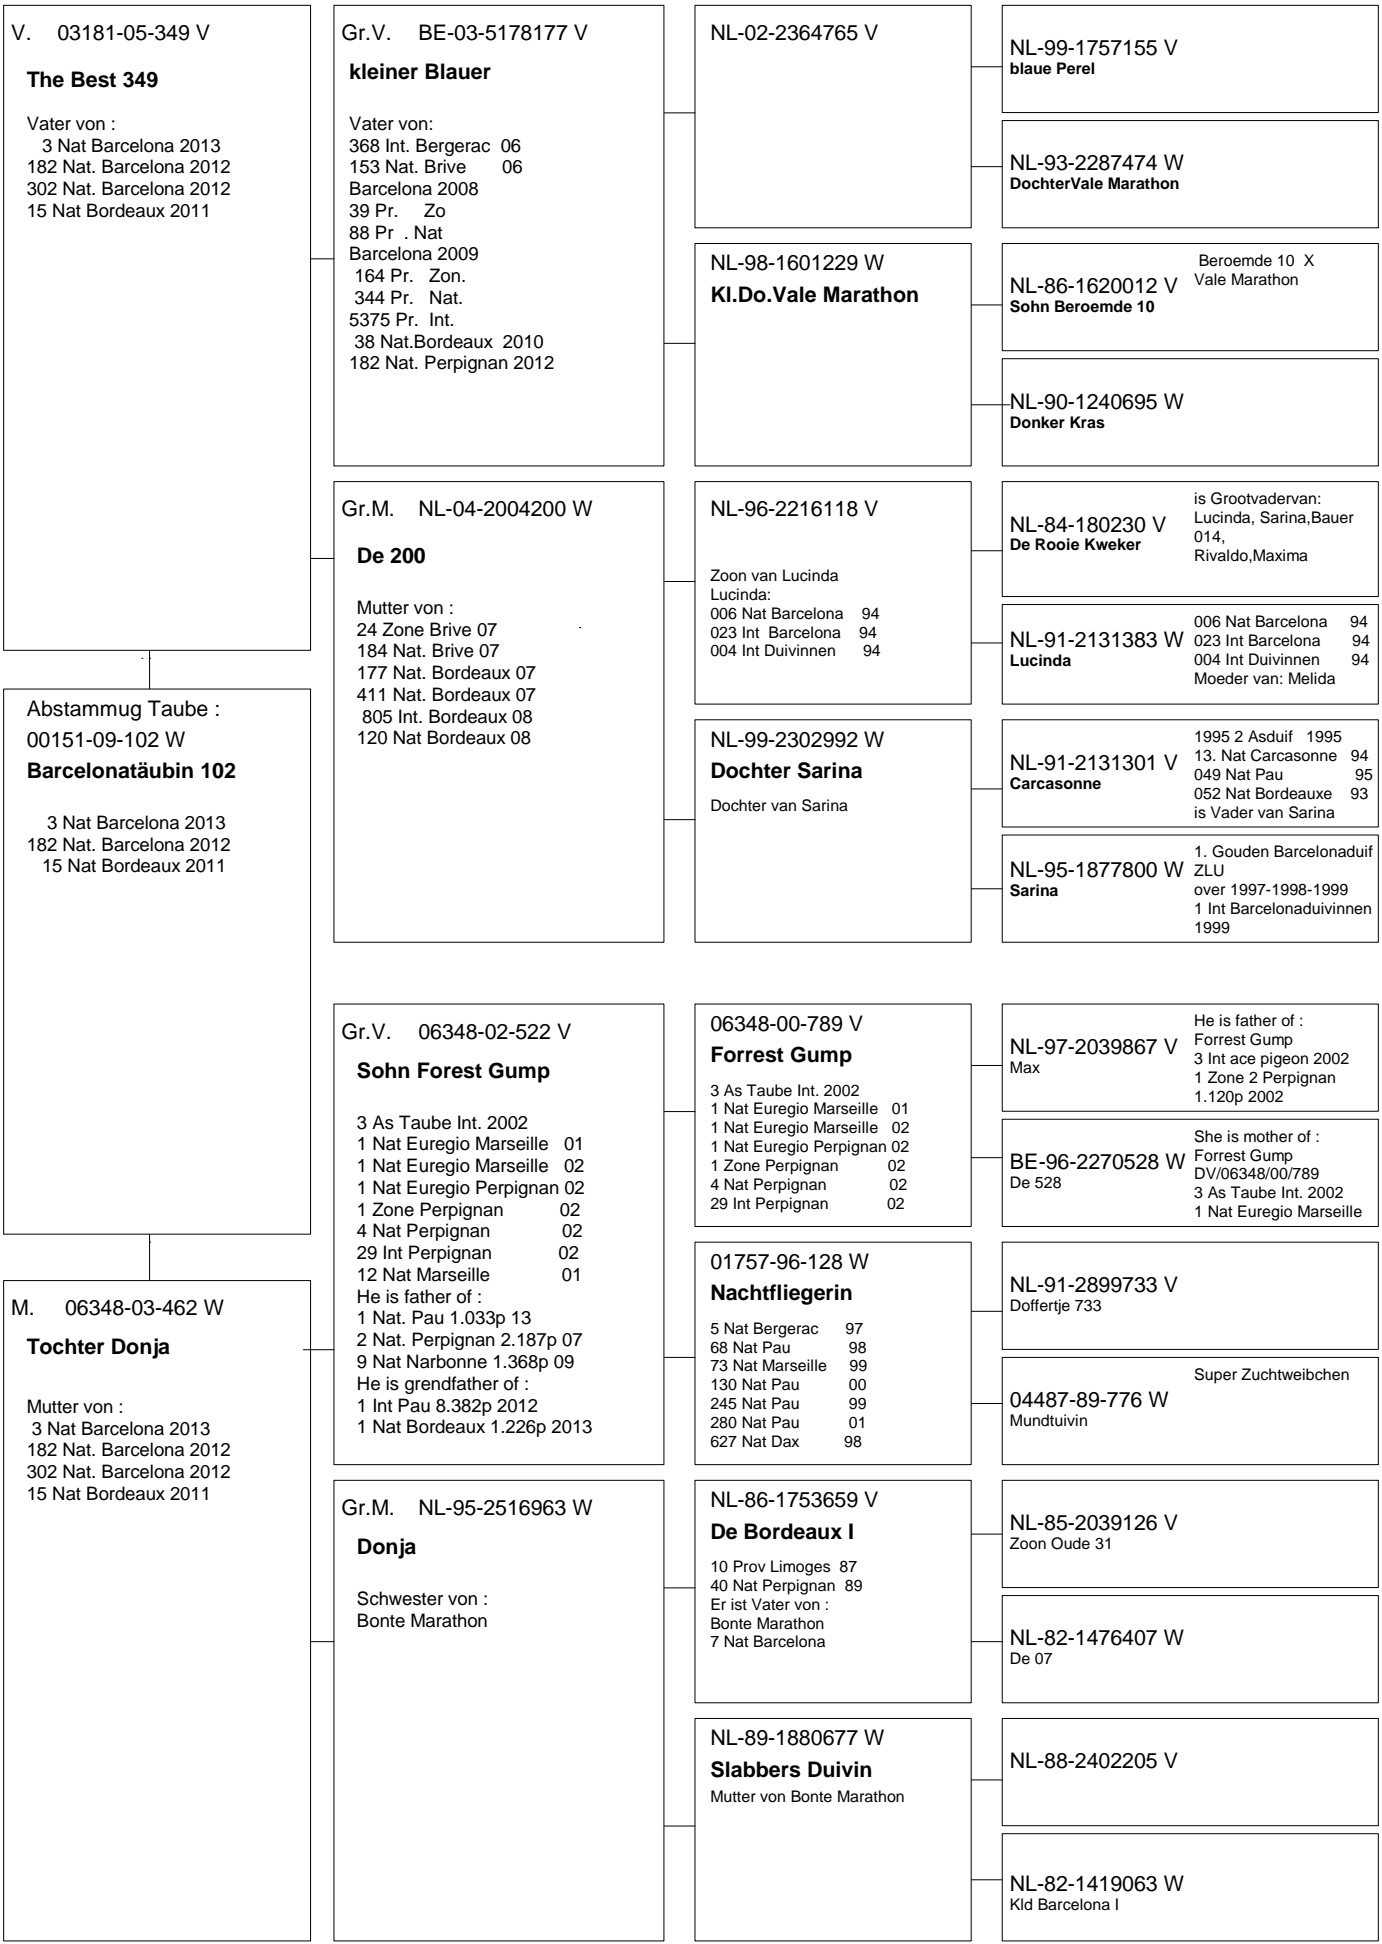 V. 03181-05-349 V
The Best 349
Vater von :
3 Nat Barcelona 2013
182 Nat. Barcelona 2012
302 Nat. Barcelona 2012
15 Nat Bordeaux 2011
Abstammug Taube :
00151-09-102 W
Barcelonatäubin 102
3 Nat Barcelona 2013
182 Nat. Barcelona 2012
15 Nat Bordeaux 2011
M. 06348-03-462 W
Tochter Donja
Mutter von :
3 Nat Barcelona 2013
182 Nat. Barcelona 2012
302 Nat. Barcelona 2012
15 Nat Bordeaux 2011
Gr.V. BE-03-5178177 V
kleiner Blauer
Vater von:
368 Int. Bergerac 06
153 Nat. Brive 06
Barcelona 2008
39 Pr. Zo
88 Pr . Nat
Barcelona 2009
164 Pr. Zon.
344 Pr. Nat.
5375 Pr. Int.
38 Nat.Bordeaux 2010
182 Nat. Perpignan 2012
Gr.M. NL-04-2004200 W
De 200
Mutter von :
24 Zone Brive 07
184 Nat. Brive 07
177 Nat. Bordeaux 07
411 Nat. Bordeaux 07
805 Int. Bordeaux 08
120 Nat Bordeaux 08
Gr.V. 06348-02-522 V
Sohn Forest Gump
3 As Taube Int. 2002
1 Nat Euregio Marseille 01
1 Nat Euregio Marseille 02
1 Nat Euregio Perpignan 02
1 Zone Perpignan 02
4 Nat Perpignan 02
29 Int Perpignan 02
12 Nat Marseille 01
He is father of :
1 Nat. Pau 1.033p 13
2 Nat. Perpignan 2.187p 07
9 Nat Narbonne 1.368p 09
He is grendfather of :
1 Int Pau 8.382p 2012
1 Nat Bordeaux 1.226p 2013
Gr.M. NL-95-2516963 W
Donja
Schwester von :
Bonte Marathon
NL-02-2364765 V
NL-98-1601229 W
Kl.Do.Vale Marathon
NL-96-2216118 V
Zoon van Lucinda
Lucinda:
006 Nat Barcelona 94
023 Int Barcelona 94
004 Int Duivinnen 94
NL-99-2302992 W
Dochter Sarina
Dochter van Sarina
06348-00-789 V
Forrest Gump
3 As Taube Int. 2002
1 Nat Euregio Marseille 01
1 Nat Euregio Marseille 02
1 Nat Euregio Perpignan 02
1 Zone Perpignan 02
4 Nat Perpignan 02
29 Int Perpignan 02
01757-96-128 W
Nachtfliegerin
5 Nat Bergerac 97
68 Nat Pau 98
73 Nat Marseille 99
130 Nat Pau 00
245 Nat Pau 99
280 Nat Pau 01
627 Nat Dax 98
NL-86-1753659 V
De Bordeaux I
10 Prov Limoges 87
40 Nat Perpignan 89
Er ist Vater von :
Bonte Marathon
7 Nat Barcelona
NL-89-1880677 W
Slabbers Duivin
Mutter von Bonte Marathon
NL-99-1757155 V
blaue Perel
NL-93-2287474 W
DochterVale Marathon
NL-86-1620012 V
Sohn Beroemde 10
Beroemde 10 X
Vale Marathon
NL-90-1240695 W
Donker Kras
NL-84-180230 V
De Rooie Kweker
is Grootvadervan:
Lucinda, Sarina,Bauer
014,
Rivaldo,Maxima
NL-91-2131383 W
Lucinda
006 Nat Barcelona 94
023 Int Barcelona 94
004 Int Duivinnen 94
Moeder van: Melida
NL-91-2131301 V
Carcasonne
1995 2 Asduif 1995
13. Nat Carcasonne 94
049 Nat Pau 95
052 Nat Bordeauxe 93
is Vader van Sarina
NL-95-1877800 W
Sarina
1. Gouden Barcelonaduif
ZLU
over 1997-1998-1999
1 Int Barcelonaduivinnen
1999
NL-97-2039867 V
Max
He is father of :
Forrest Gump
3 Int ace pigeon 2002
1 Zone 2 Perpignan
1.120p 2002
BE-96-2270528 W
De 528
She is mother of :
Forrest Gump
DV/06348/00/789
3 As Taube Int. 2002
1 Nat Euregio Marseille
NL-91-2899733 V
Doffertje 733
04487-89-776 W
Mundtuivin
Super Zuchtweibchen
NL-85-2039126 V
Zoon Oude 31
NL-82-1476407 W
De 07
NL-88-2402205 V
NL-82-1419063 W
Kld Barcelona I